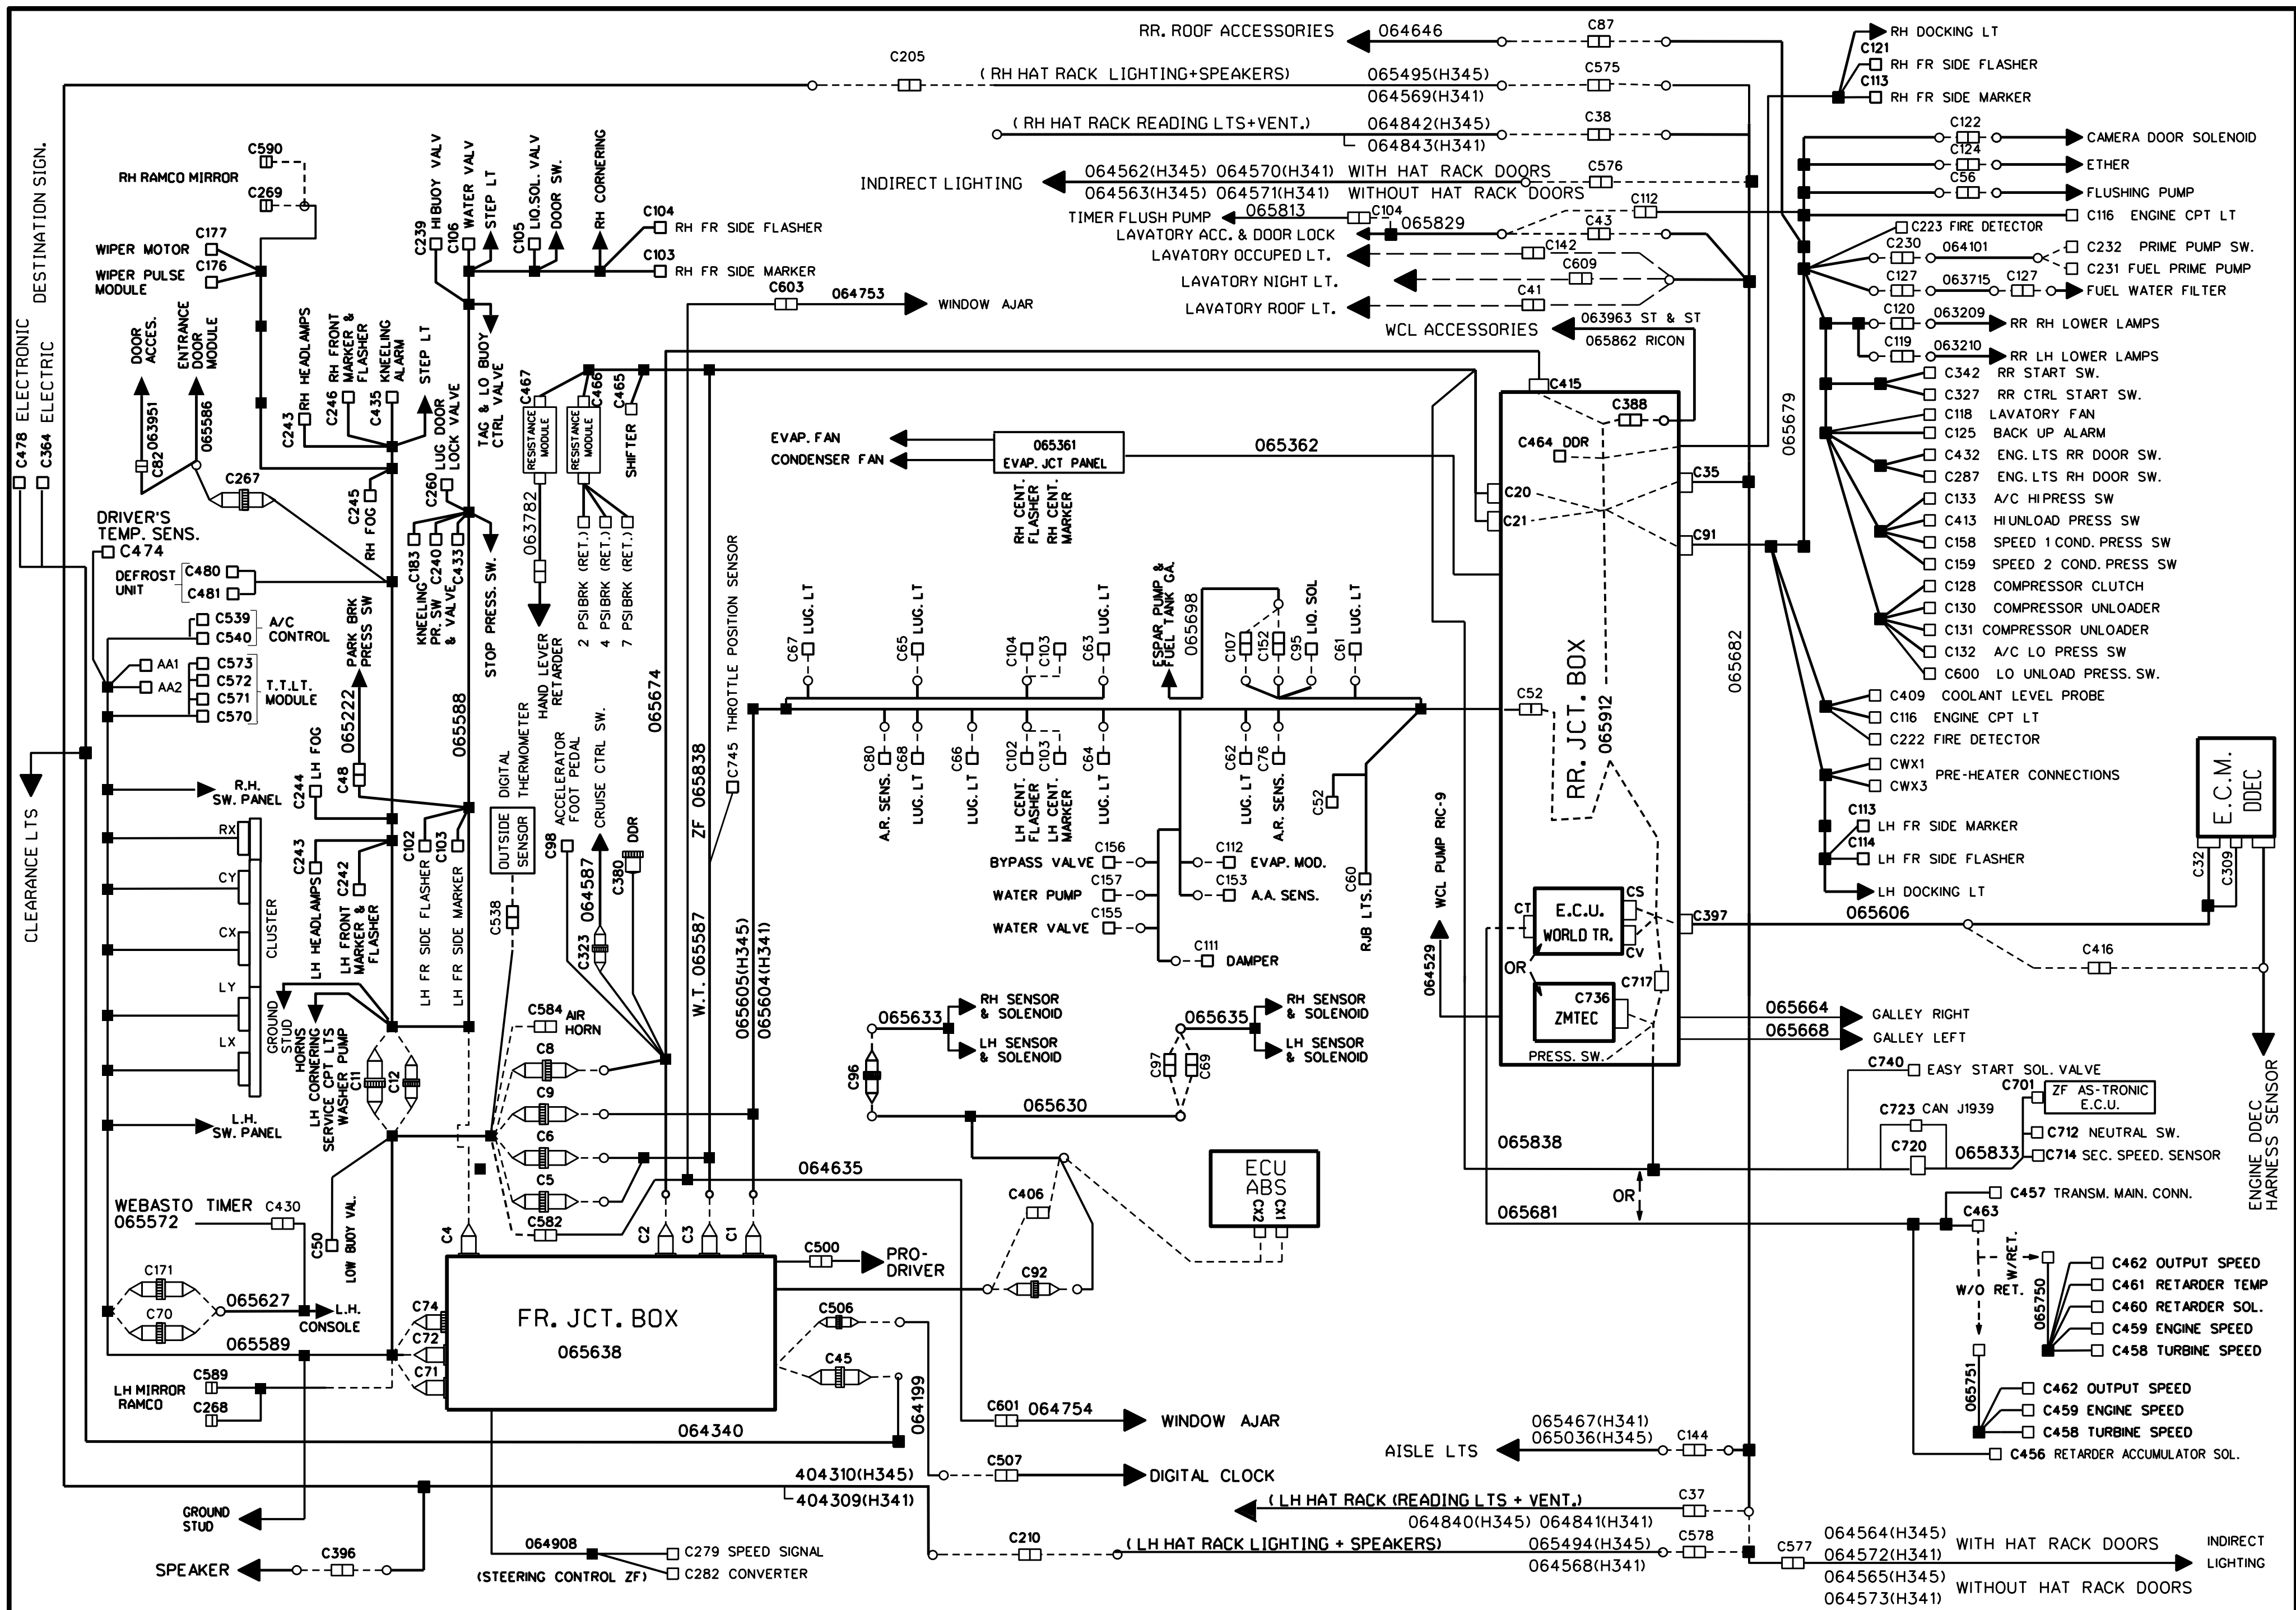 RR. ROOF ACCESSORIES
064646
C87
RH DOCKING LT
C121
RH FR SIDE FLASHER
C113
RH FR SIDE MARKER
C205
( RH HAT RACK LIGHTING+SPEAKERS)
065495(H345)
064569(H341)
C575
( RH HAT RACK READING LTS+VENT.)
064842(H345)
064843(H341)
C38
INDIRECT LIGHTING
064562(H345) 064570(H341) WITH HAT RACK DOORS
064563(H345) 064571(H341) WITHOUT HAT RACK DOORS
C576
TIMER FLUSH PUMP
065813
C104
065829
C112
LAVATORY ACC. & DOOR LOCK
C43
LAVATORY OCCUPED LT.
C142
LAVATORY NIGHT LT.
C609
LAVATORY ROOF LT.
C41
WCL ACCESSORIES
063963 ST & ST
065862 RICON
C122
CAMERA DOOR SOLENOID
C124
ETHER
C56
FLUSHING PUMP
C116 ENGINE CPT LT
C223 FIRE DETECTOR
C230
064101
C232 PRIME PUMP SW.
C231 FUEL PRIME PUMP
C127
063715
C127
FUEL WATER FILTER
C120
063209
RR RH LOWER LAMPS
C119
063210
RR LH LOWER LAMPS
C342 RR START SW.
C327 RR CTRL START SW.
C118 LAVATORY FAN
C125 BACK UP ALARM
C432 ENG.LTS RR DOOR SW.
C287 ENG.LTS RH DOOR SW.
C133 A/C HIPRESS SW
C413 HIUNLOAD PRESS SW
C158 SPEED 1 COND. PRESS SW
C159 SPEED 2 COND. PRESS SW
C128 COMPRESSOR CLUTCH
C130 COMPRESSOR UNLOADER
C131 COMPRESSOR UNLOADER
C132 A/C LO PRESS SW
C600 LO UNLOAD PRESS. SW.
C409 COOLANT LEVEL PROBE
C116 ENGINE CPT LT
C222 FIRE DETECTOR
CWX1
CWX3
PRE-HEATER CONNECTIONS
C113
LH FR SIDE MARKER
C114
LH FR SIDE FLASHER
LH DOCKING LT
065679
065682
E.C.M.
DDEC
C32
C309
065606
C416
ENGINE DDEC
HARNESS SENSOR
C478 ELECTRONIC
C364 ELECTRIC
DESTINATION SIGN.
C590
RH RAMCO MIRROR
C269
WIPER MOTOR
C177
WIPER PULSE
MODULE
C176
DOOR
ACCES.
ENTRANCE
DOOR
MODULE
C82 063951
065586
C267
C243
RH HEADLAMPS
C246
RH FRONT
MARKER &
FLASHER
C435
KNEELING
ALARM
STEP LT
C245
RH FOG
C239
HIBUOY VALV
C106
WATER VALV
STEP LT
C105
LIQ.SOL. VALV
DOOR SW.
RH CORNERING
C104
RH FR SIDE FLASHER
C103
RH FR SIDE MARKER
TAG & LO BUOY
CTRL VALVE
C260
LUG DOOR
LOCK VALVE
C183
C240
C433
KNEELING
PR. SW
& VALVE
STOP PRESS. SW.
C603
064753
WINDOW AJAR
C467
RESISTANCE
MODULE
C466
RESISTANCE
MODULE
C465
SHIFTER
063782
HAND LEVER
RETARDER
2 PSIBRK (RET.)
4 PSIBRK (RET.)
7 PSIBRK (RET.)
DRIVER'S
TEMP. SENS.
C474
DEFROST
UNIT
C480
C481
C539
C540
A/C
CONTROL
AA1
AA2
C573
C572
C571
C570
T.T.LT.
MODULE
PARK BRK
PRESS SW
065222
C48
065588
065674
ZF 065838
W.T. 065587
C745 THROTTLE POSITION SENSOR
065605(H345)
065604(H341)
EVAP. FAN
CONDENSER FAN
065361
EVAP. JCT PANEL
065362
RH CENT.
FLASHER
RH CENT.
MARKER
C67
LUG. LT
C65
LUG. LT
C104
C103
C63
LUG. LT
ESPAR PUMP &
FUEL TANK GA.
065698
C107
C152
C95
LIQ. SOL
C61
LUG. LT
C80
A.R. SENS.
C68
LUG. LT
C66
LUG. LT
C102
LH CENT.
FLASHER
C103
LH CENT.
MARKER
C64
LUG. LT
C62
LUG. LT
C76
A.R. SENS.
C52
C60
RJB LTS.
C156
BYPASS VALVE
C157
WATER PUMP
C155
WATER VALVE
C112
EVAP. MOD.
C153
A.A. SENS.
C111
DAMPER
C415
C388
C464 DDR
C20
C21
C35
C91
C52
RR. JCT. BOX
065912
CT
E.C.U.
WORLD TR.
CS
CV
C397
OR
C717
C736
ZMTEC
PRESS. SW.
WCL PUMP RIC-9
064529
CLEARANCE LTS
R.H.
SW. PANEL
RX
CY
CX
LY
LX
CLUSTER
L.H.
SW. PANEL
C244
LH FOG
C243
LH HEADLAMPS
C242
LH FRONT
MARKER &
FLASHER
C102
LH FR SIDE FLASHER
C103
LH FR SIDE MARKER
DIGITAL
THERMOMETER
OUTSIDE
SENSOR
C538
C98
ACCELERATOR
FOOT PEDAL
CRUISE CTRL SW.
064587
C323
C380
DDR
GROUND
STUD
HORNS
LH CORNERING
SERVICE CPT LTS
WASHER PUMP
C11
C12
C584
AIR
HORN
C8
C9
C6
C5
C582
064635
C96
065633
RH SENSOR
& SOLENOID
LH SENSOR
& SOLENOID
C97
C69
065635
RH SENSOR
& SOLENOID
LH SENSOR
& SOLENOID
065630
ECU
ABS
CX2
CX1
C406
C92
065664
GALLEY RIGHT
065668
GALLEY LEFT
C740
EASY START SOL. VALVE
C701
ZF AS-TRONIC
E.C.U.
C723 CAN J1939
C712 NEUTRAL SW.
C720
065833
C714 SEC. SPEED. SENSOR
065838
OR
065681
C457 TRANSM. MAIN. CONN.
C463
W/RET.
W/O RET.
065750
C462 OUTPUT SPEED
C461 RETARDER TEMP
C460 RETARDER SOL.
C459 ENGINE SPEED
C458 TURBINE SPEED
065751
C462 OUTPUT SPEED
C459 ENGINE SPEED
C458 TURBINE SPEED
C456 RETARDER ACCUMULATOR SOL.
WEBASTO TIMER
065572
C430
C50
LOW BUOY VAL.
C171
C70
065627
L.H.
CONSOLE
065589
C589
LH MIRROR
RAMCO
C268
C4
C2
C3
C1
C74
C72
C71
FR. JCT. BOX
065638
C500
PRO-
DRIVER
C506
C45
064199
064340
C601
064754
WINDOW AJAR
C507
DIGITAL CLOCK
404310(H345)
404309(H341)
GROUND
STUD
SPEAKER
C396
064908
(STEERING CONTROL ZF)
C279 SPEED SIGNAL
C282 CONVERTER
C210
AISLE LTS
065467(H341)
065036(H345)
C144
( LH HAT RACK (READING LTS + VENT.)
064840(H345) 064841(H341)
C37
( LH HAT RACK LIGHTING + SPEAKERS)
065494(H345)
064568(H341)
C578
C577
064564(H345)
064572(H341)
WITH HAT RACK DOORS
064565(H345)
064573(H341)
WITHOUT HAT RACK DOORS
INDIRECT
LIGHTING